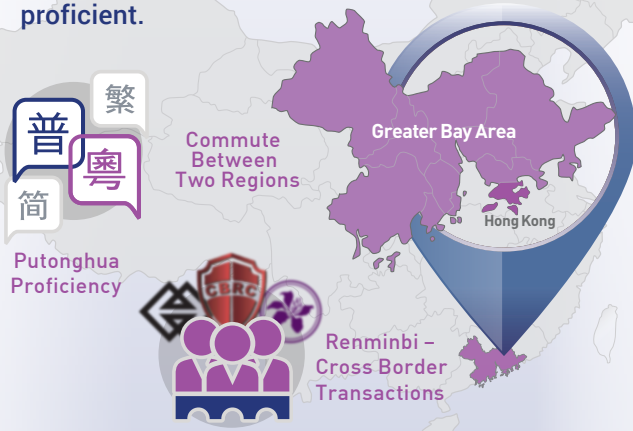 proficient.
繁
普
粤
简
Putonghua
Proficiency
Commute
Between
Two Regions
Greater Bay Area
Hong Kong
CBRC
Renminbi –
Cross Border
Transactions